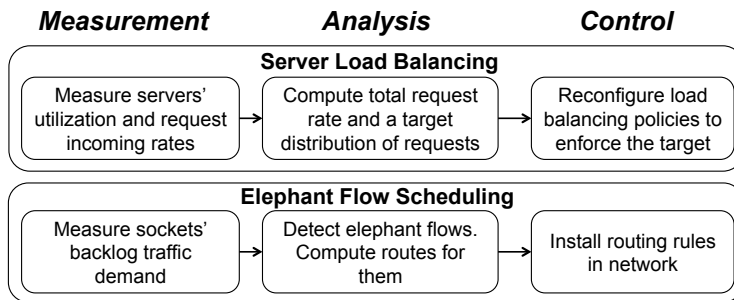 Measurement Analysis Control
Server Load Balancing
Measure servers'
utilization and request
incoming rates
Compute total request
rate and a target
distribution of requests
Reconfigure load
balancing policies to
enforce the target
Elephant Flow Scheduling
Measure sockets'
backlog traffic
demand
Detect elephant flows.
Compute routes for
them
Install routing rules
in network